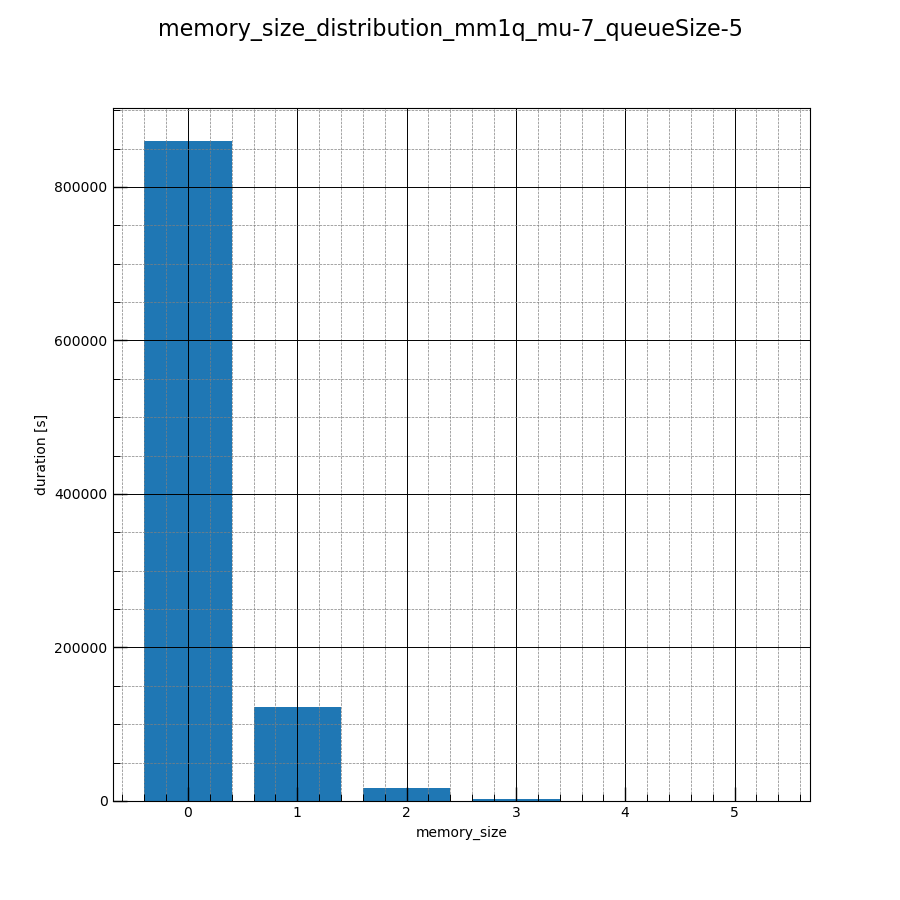 memory_size_distribution_mm1q_mu-7_queueSize-5
800000
600000
400000
200000
0
duration [s]
0 1 2 3 4 5
memory_size